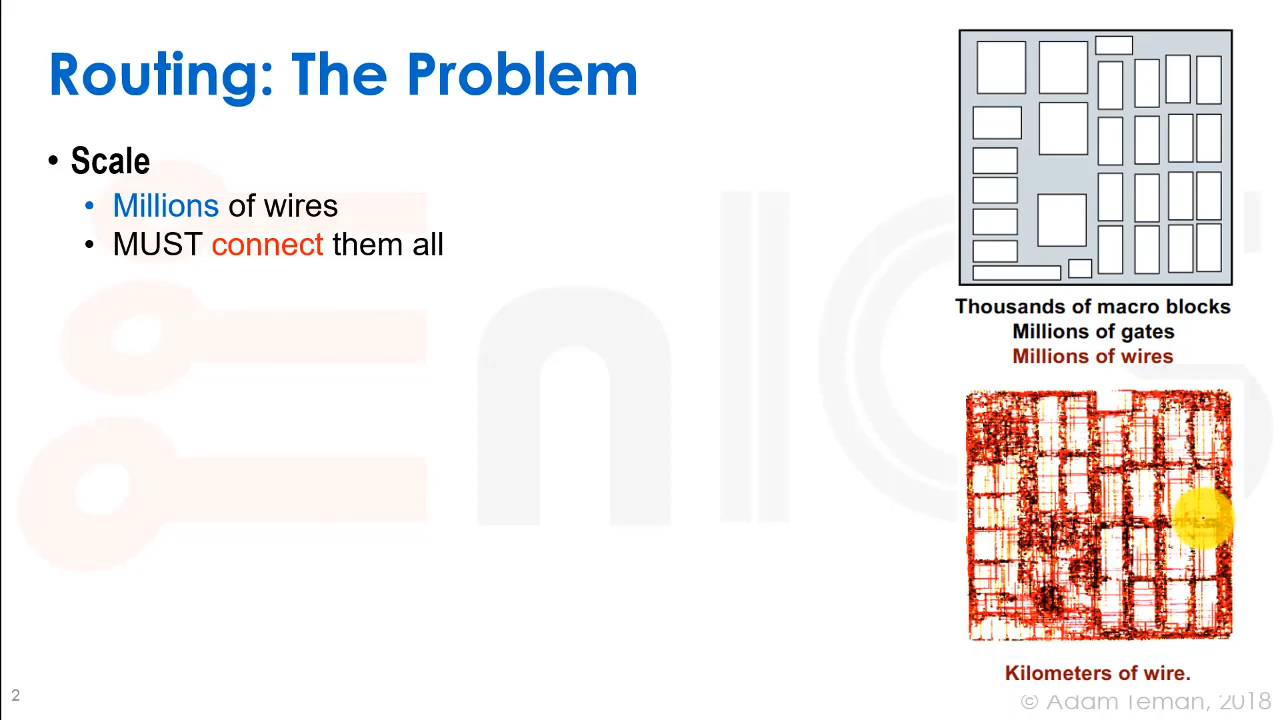 Routing: The Problem
• Scale
• Millions of wires
• MUST connect them all
Thousands of macro blocks
Millions of gates
Millions of wires
Kilometers of wire.
2
© Adam Teman, 2018
EnICS